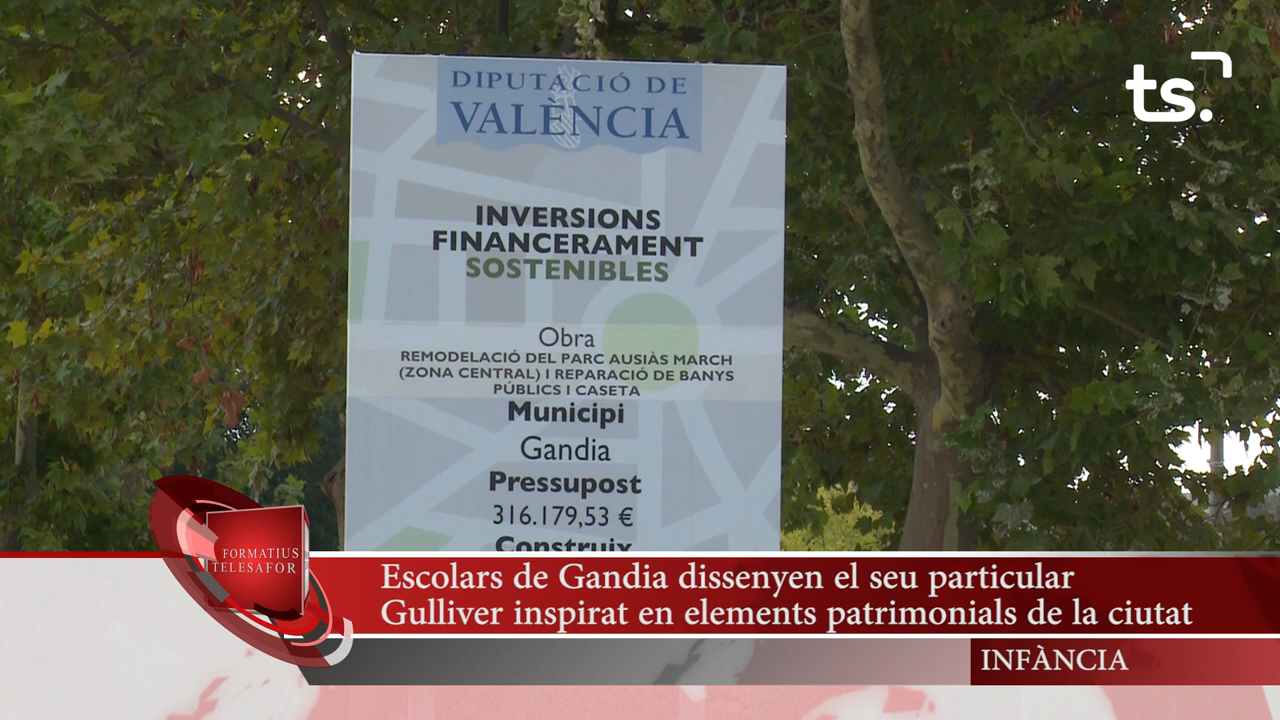 ts.
DIPUTACIÓ DE
VALÈNCIA
INVERSIONS
FINANCERAMENT
SOSTENIBLES
Obra
REMODELACIÓ DEL PARC AUSIÀS MARCH
(ZONA CENTRAL) I REPARACIÓ DE BANYS
PÚBLICS I CASETA
Municipi
Gandia
Pressupost
316.179,53 €
Construix
FORMATIUS
TELESAFOR
Escolars de Gandia dissenyen el seu particular
Gulliver inspirat en elements patrimonials de la ciutat
INFÀNCIA